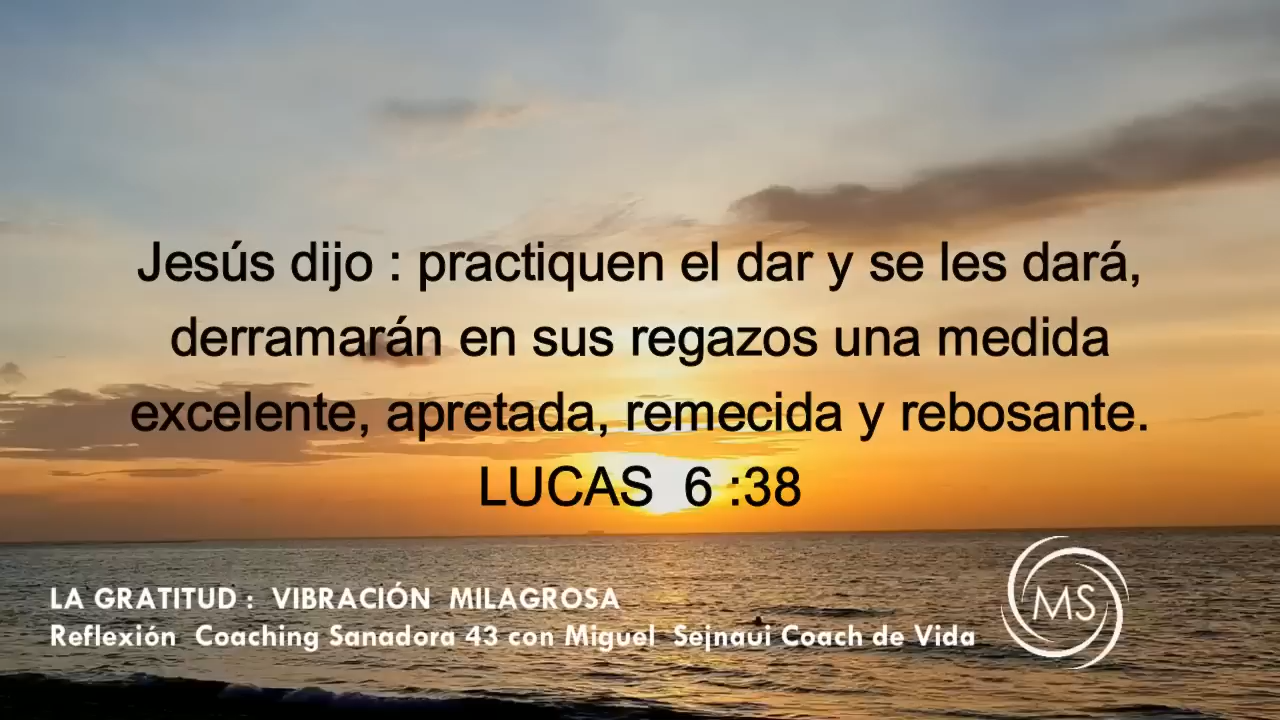 Jesús dijo : practiquen el dar y se les dará,
derramarán en sus regazos una medida
excelente, apretada, remecida y rebosante.
LUCAS  6 :38
LA GRATITUD :  VIBRACIÓN  MILAGROSA
Reflexión  Coaching Sanadora 43 con Miguel  Sejnaui Coach de Vida
MS